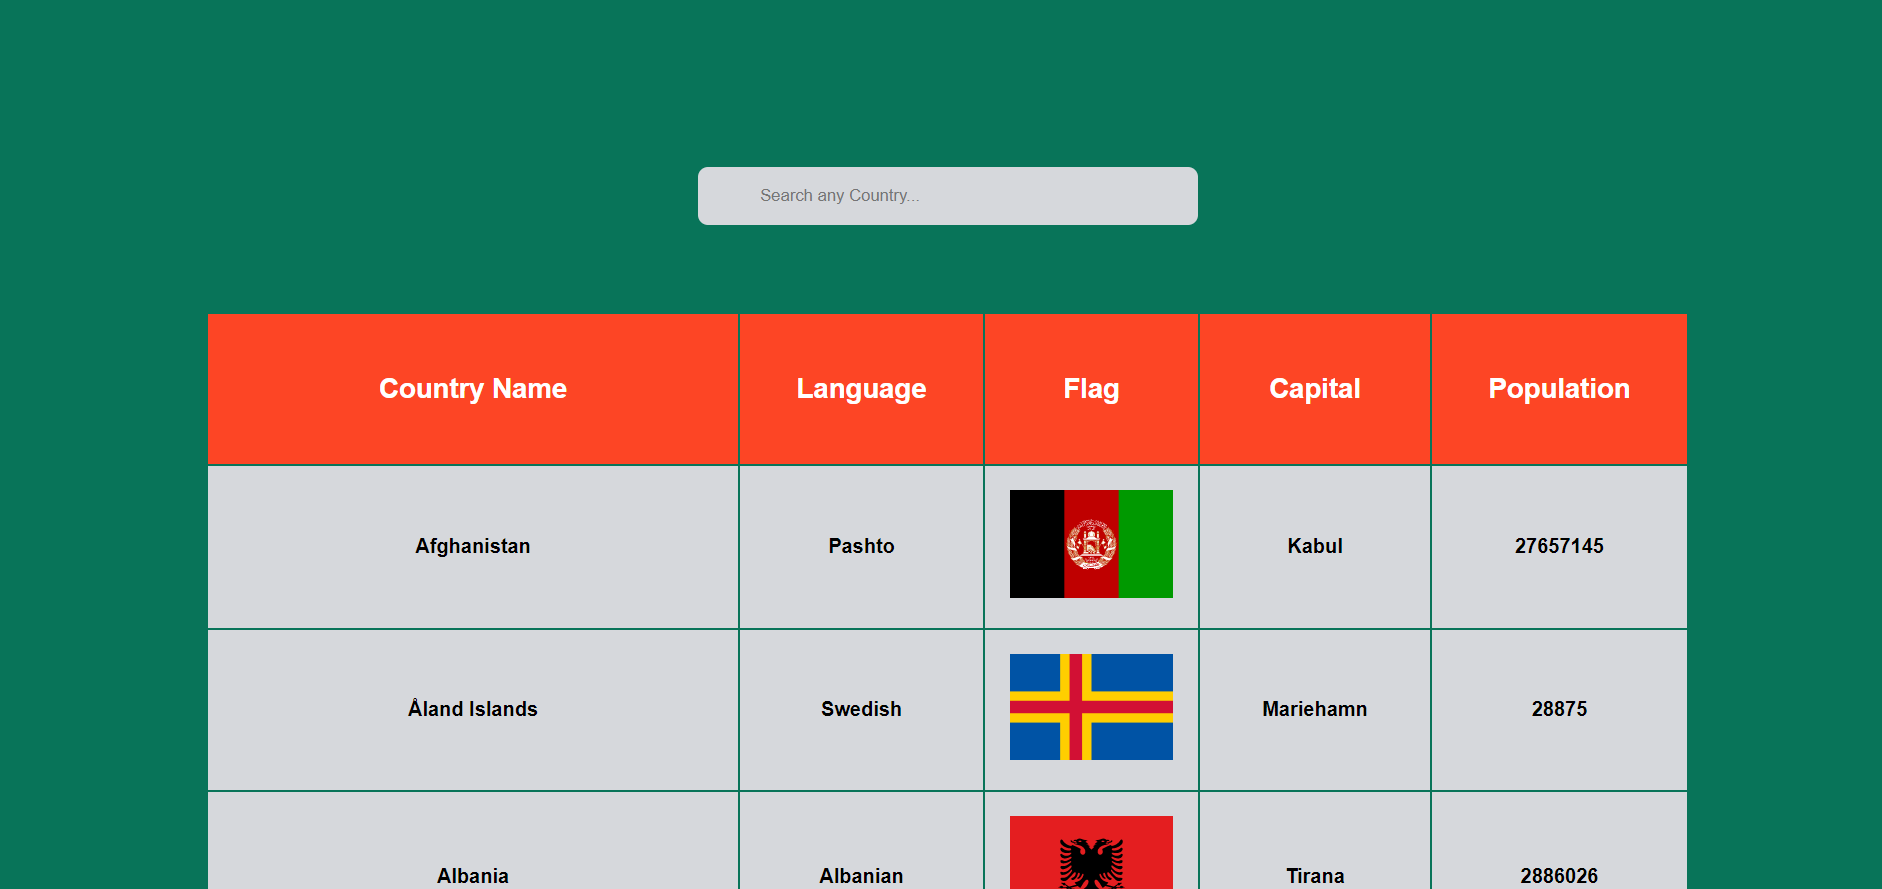 Search any Country...
Country Name Language Flag Capital Population
Afghanistan Pashto Kabul 27657145
Åland Islands Swedish Mariehamn 28875
Albania Albanian Tirana 2886026